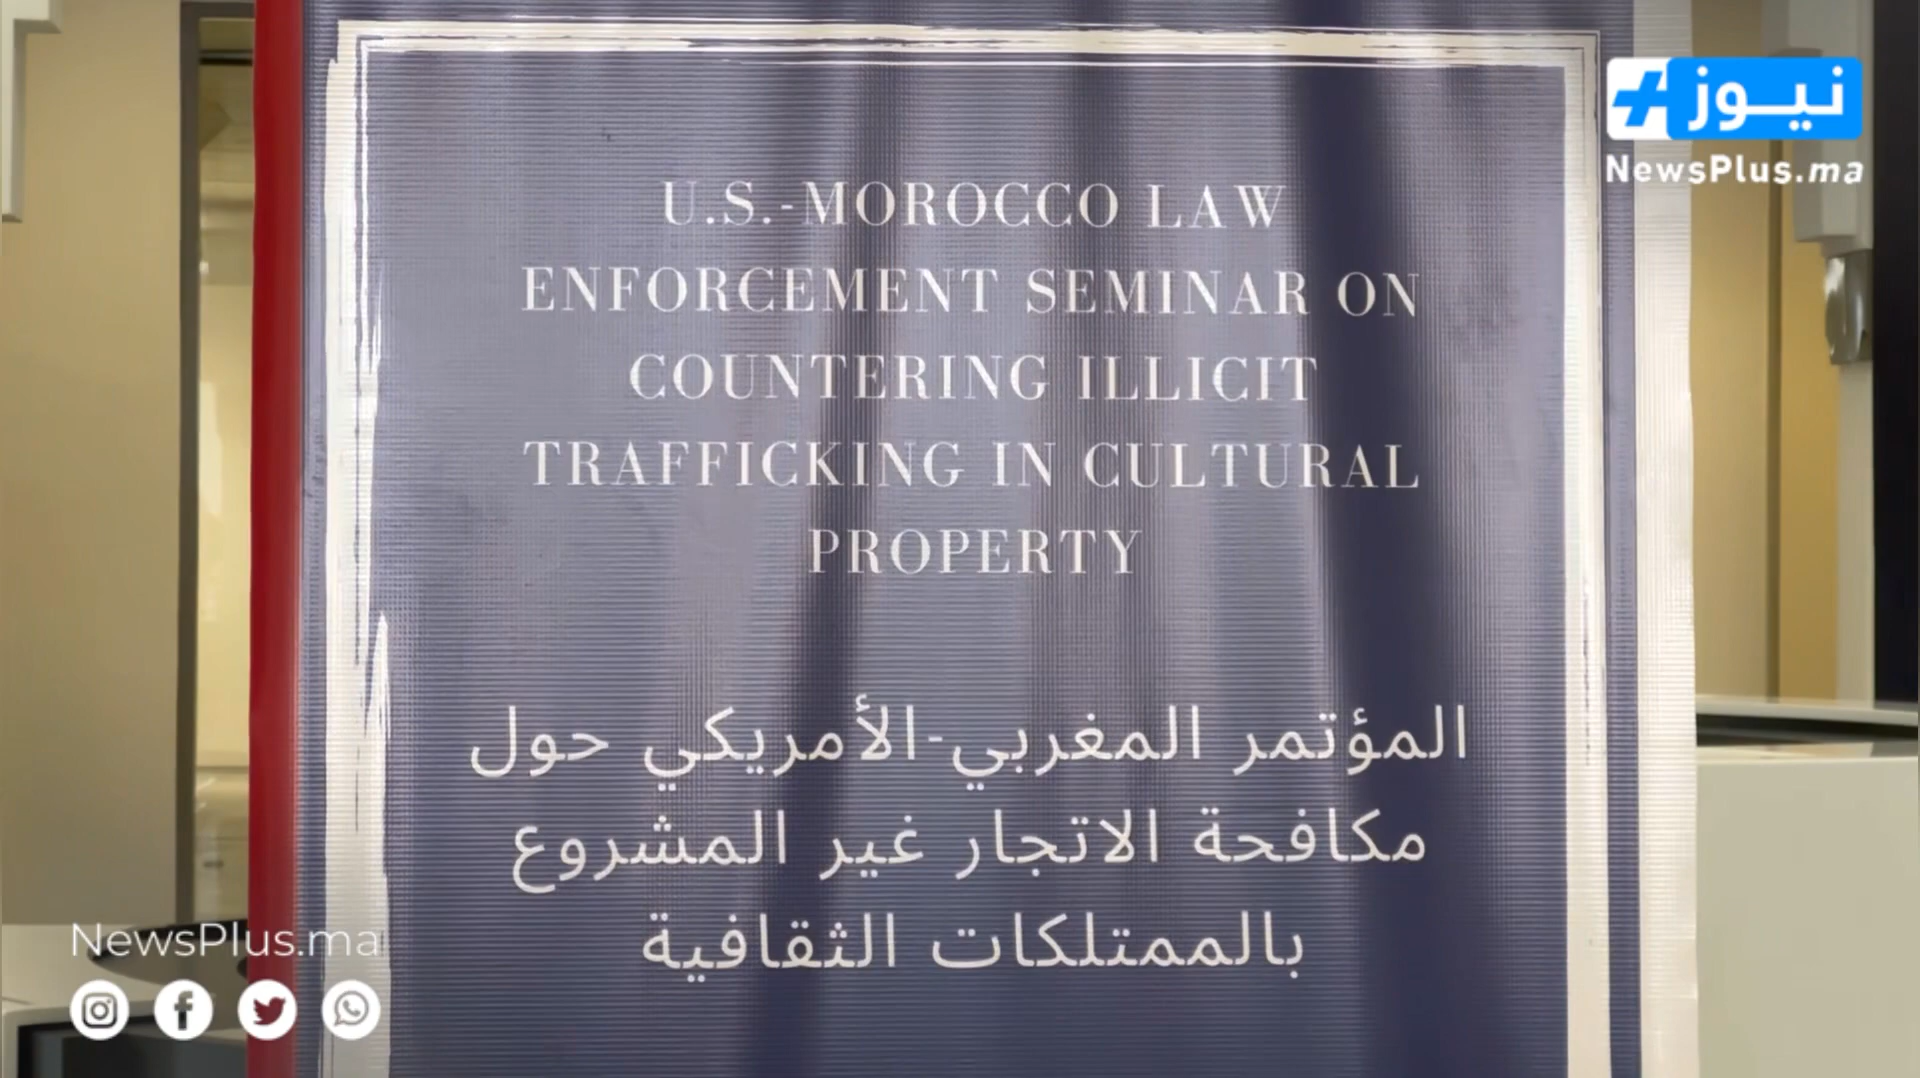 نيوز+
NewsPlus.ma
U.S.-MOROCCO LAW
ENFORCEMENT SEMINAR ON
COUNTERING ILLICIT
TRAFFICKING IN CULTURAL
PROPERTY
المؤتمر المغربي-الأمريكي حول
مكافحة الاتجار غير المشروع
بالممتلكات الثقافية
NewsPlus.ma